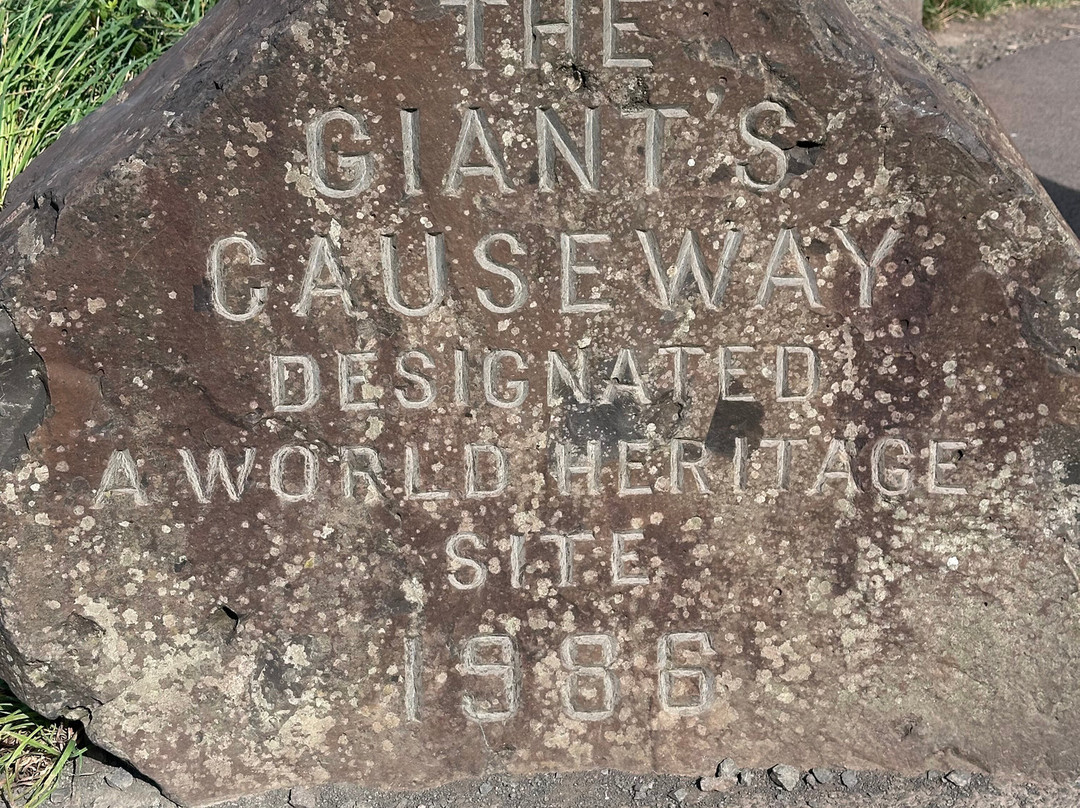 THE
GIANT'S
CAUSEWAY
DESIGNATED
A WORLD HERITAGE
SITE
1986